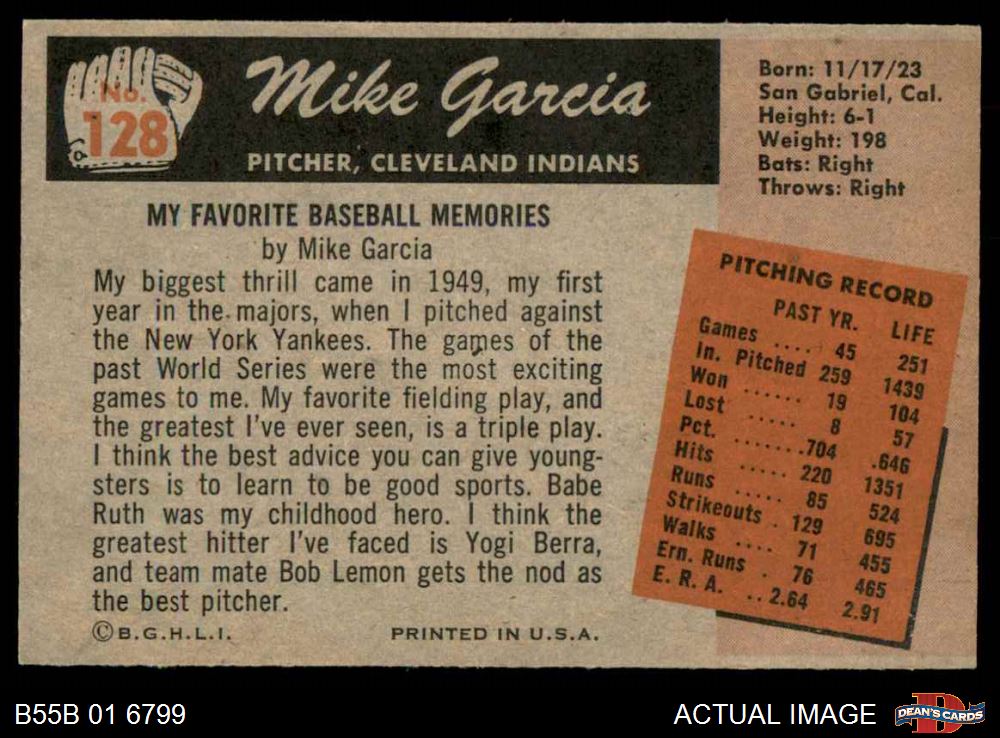 No.
128
Mike Garcia
PITCHER, CLEVELAND INDIANS
Born: 11/17/23
San Gabriel, Cal.
Height: 6-1
Weight: 198
Bats: Right
Throws: Right
MY FAVORITE BASEBALL MEMORIES
by Mike Garcia
My biggest thrill came in 1949, my first
year in the majors, when I pitched against
the New York Yankees. The games of the
past World Series were the most exciting
games to me. My favorite fielding play, and
the greatest I've ever seen, is a triple play.
I think the best advice you can give young-
sters is to learn to be good sports. Babe
Ruth was my childhood hero. I think the
greatest hitter I've faced is Yogi Berra,
and team mate Bob Lemon gets the nod as
the best pitcher.
© B.G.H.L.I. PRINTED IN U.S.A.
PITCHING RECORD
PAST YR. LIFE
Games .... 45 251
In. Pitched 259 1439
Won ...... 19 104
Lost ..... 8 57
Pct. .......704 .646
Hits ..... 220 1351
Runs ..... 85 524
Strikeouts . 129 695
Walks .... 71 455
Ern. Runs . 76 465
E. R. A. ..2.64 2.91
B55B 01 6799
ACTUAL IMAGE
D
DEAN'S CARDS